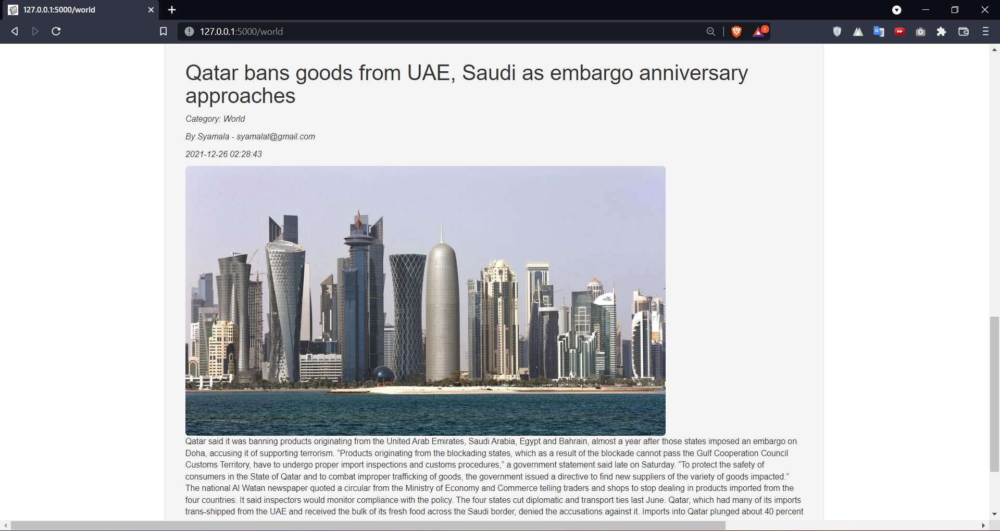 127.0.0.1:5000/world
127.0.0.1:5000/world
1
Qatar bans goods from UAE, Saudi as embargo anniversary
approaches
Category: World
By Syamala - syamalat@gmail.com
2021-12-26 02:28:43
Qatar said it was banning products originating from the United Arab Emirates, Saudi Arabia, Egypt and Bahrain, almost a year after those states imposed an embargo on
Doha, accusing it of supporting terrorism. “Products originating from the blockading states, which as a result of the blockade cannot pass the Gulf Cooperation Council
Customs Territory, have to undergo proper import inspections and customs procedures,” a government statement said late on Saturday. “To protect the safety of
consumers in the State of Qatar and to combat improper trafficking of goods, the government issued a directive to find new suppliers of the variety of goods impacted.”
The national Al Watan newspaper quoted a circular from the Ministry of Economy and Commerce telling traders and shops to stop dealing in products imported from the
four countries. It said inspectors would monitor compliance with the policy. The four states cut diplomatic and transport ties last June. Qatar, which had many of its imports
trans-shipped from the UAE and received the bulk of its fresh food across the Saudi border, denied the accusations against it. Imports into Qatar plunged about 40 percent